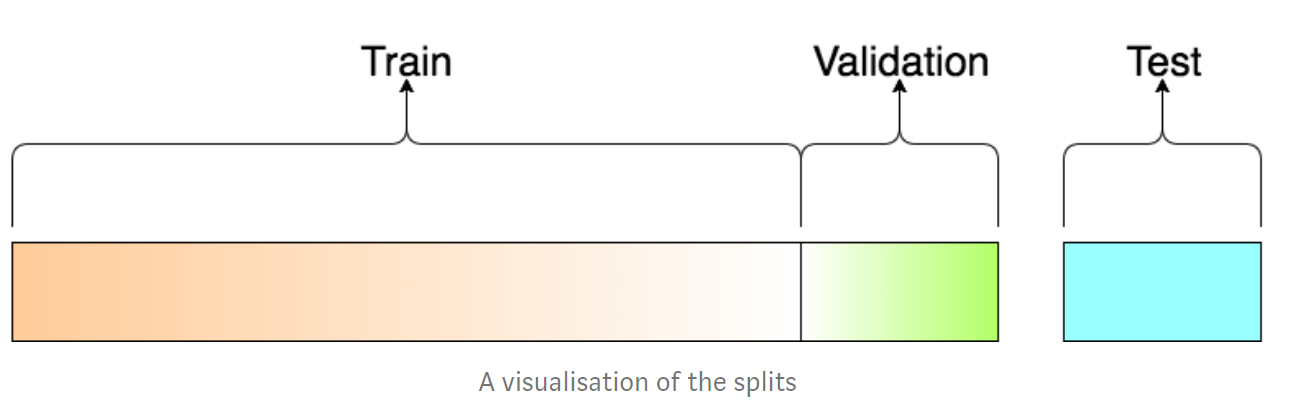 Train Validation Test
A visualisation of the splits